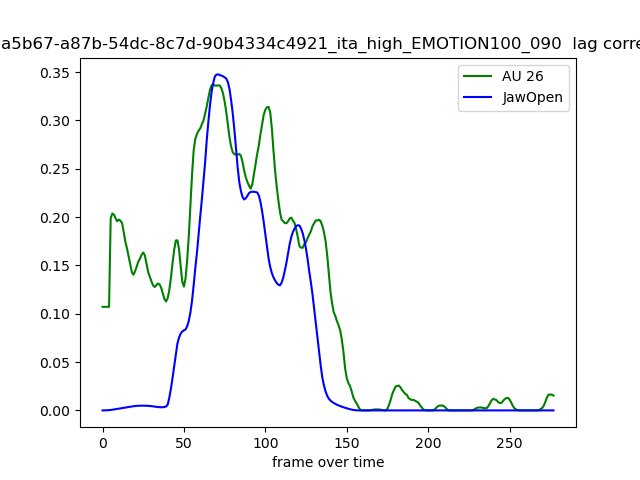 a5b67-a87b-54dc-8c7d-90b4334c4921_ita_high_EMOTION100_090 lag corre
AU 26
JawOpen
0.35
0.30
0.25
0.20
0.15
0.10
0.05
0.00
0 50 100 150 200 250
frame over time